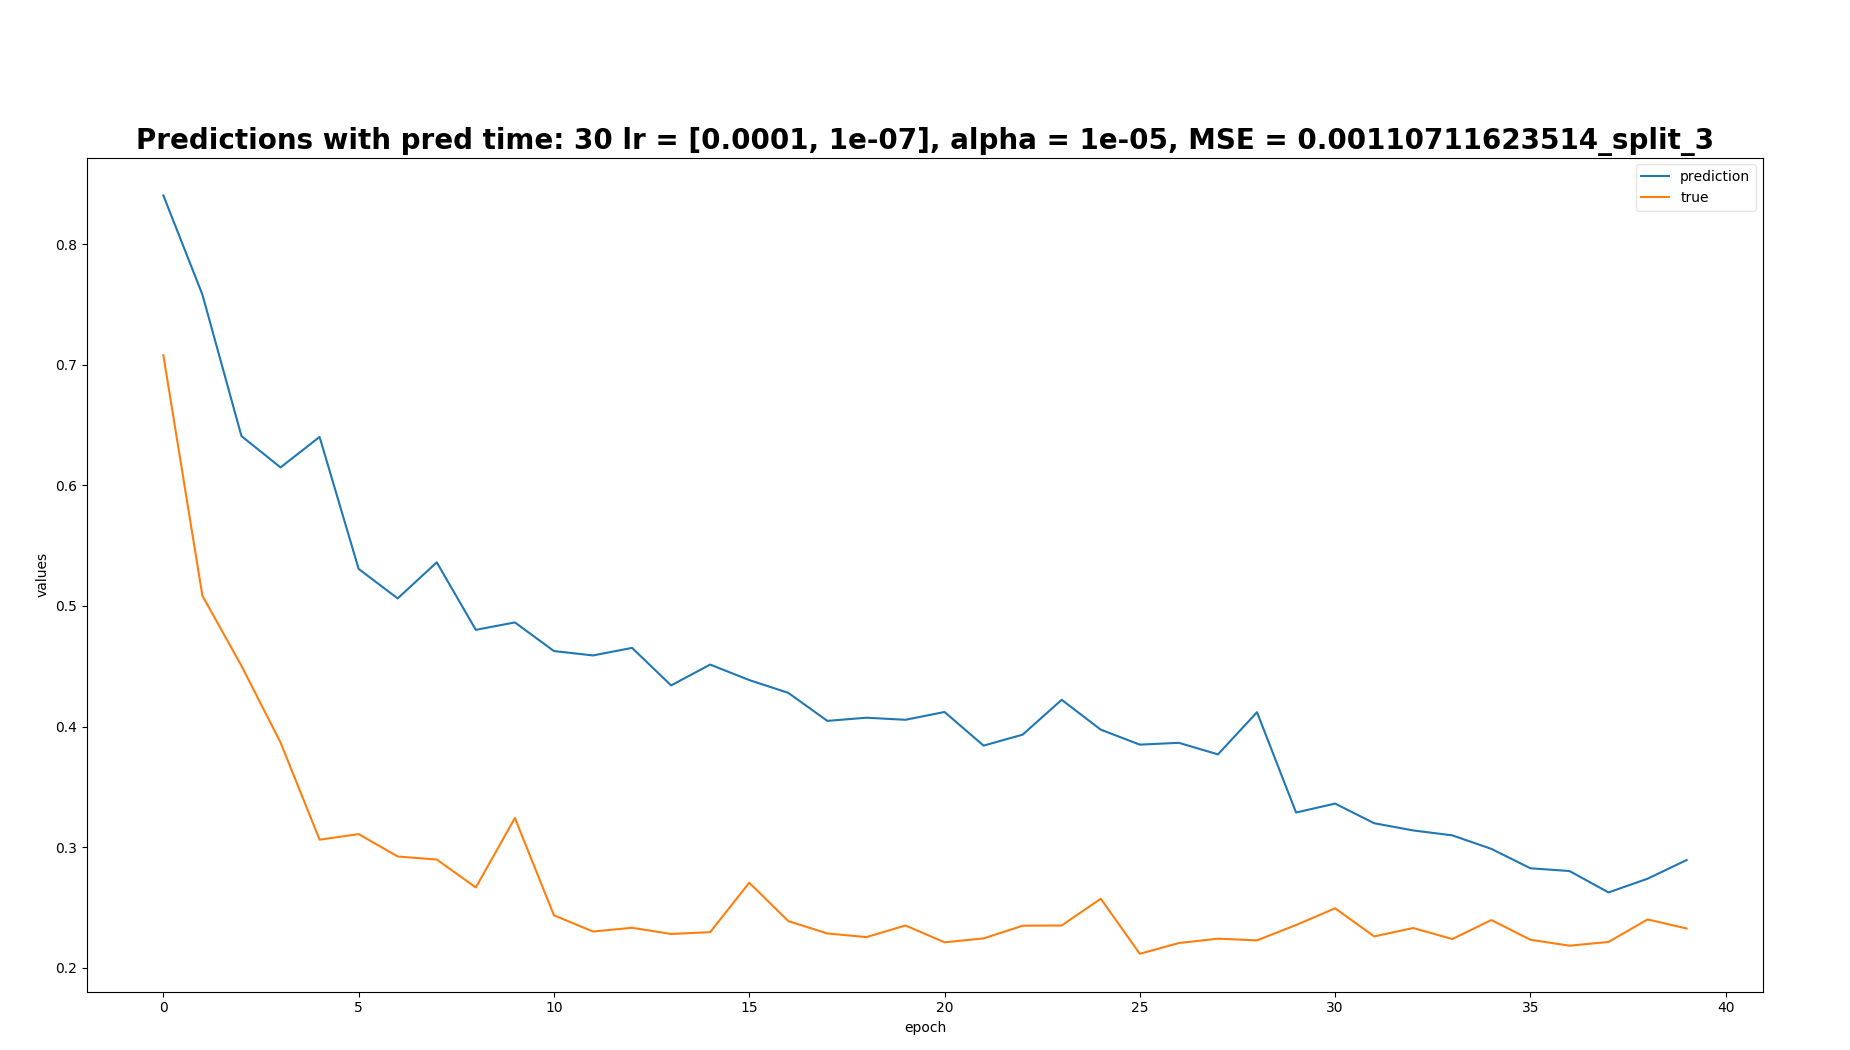 Predictions with pred time: 30 lr = [0.0001, 1e-07], alpha = 1e-05, MSE = 0.00110711623514_split_3
prediction
true
values
0.8
0.7
0.6
0.5
0.4
0.3
0.2
0 5 10 15 20 25 30 35 40
epoch